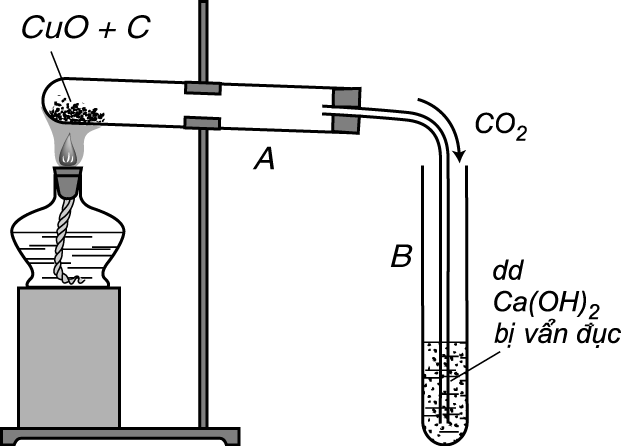 CuO + C
CO₂
A
B
dd
Ca(OH)₂
bị vẩn đục